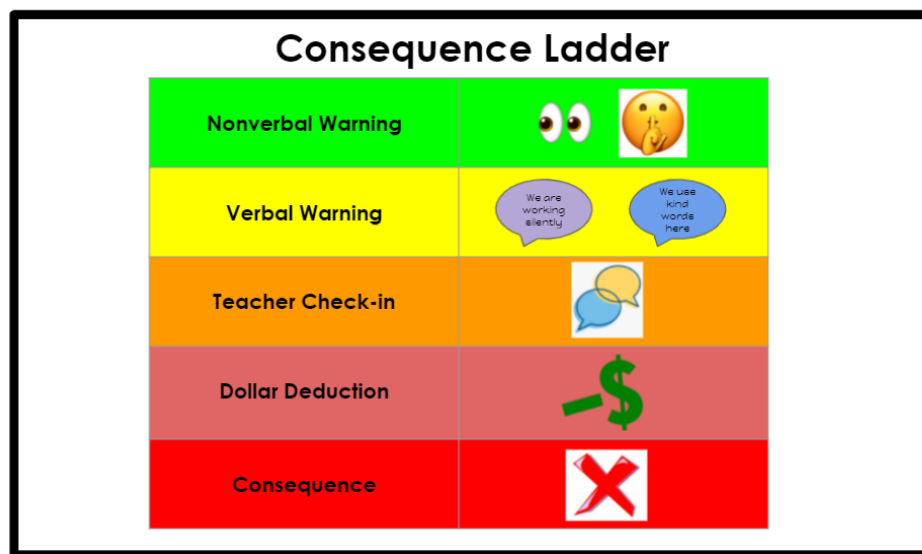 Consequence Ladder
Nonverbal Warning
Verbal Warning
We are
working
silently
We use
kind
words
here
Teacher Check-in
Dollar Deduction
-$
Consequence